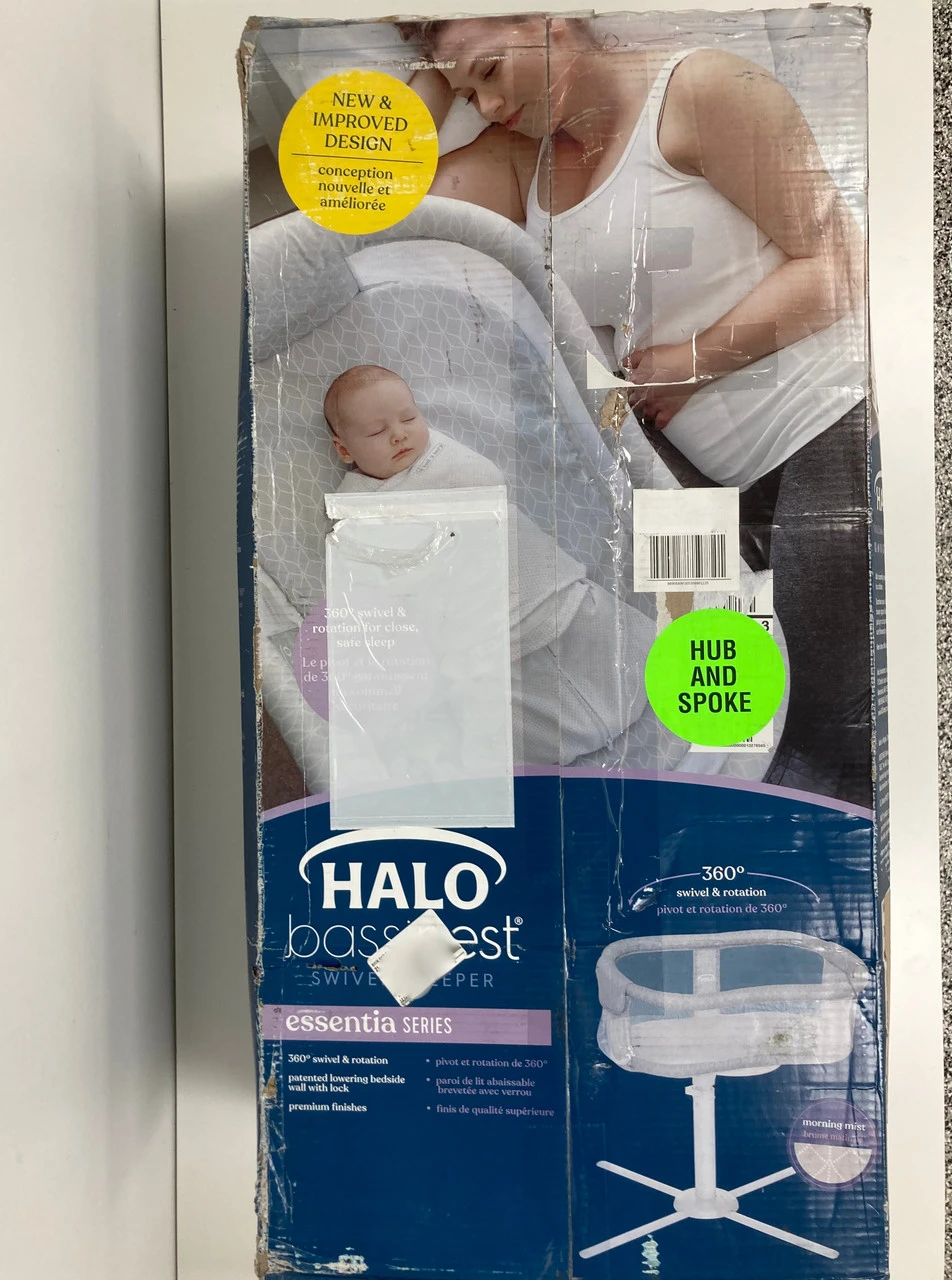 NEW &
IMPROVED
DESIGN
conception
nouvelle et
améliorée
360° swivel &
rotation for close,
safe sleep
3
HUB
AND
SPOKE
HALO
SWIVEL
essentia SERIES
360° swivel & rotation
patented lowering bedside
wall with lock
premium finishes
• pivot et rotation de 360°
• paroi de lit abaissable
brevetée avec verrou
• finis de qualité supérieure
360°
swivel & rotation
pivot et rotation de 360°
morning mist